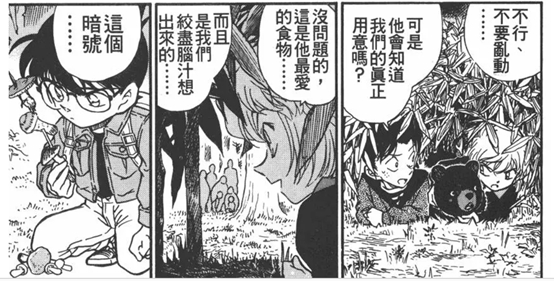 不行、
不要亂動
……
可是
他會知道
我們的真正
用意嗎？
沒問題的，
這是他最愛
的食物……
而且
是我們
絞盡腦汁想
出來的……
這個
暗號
……